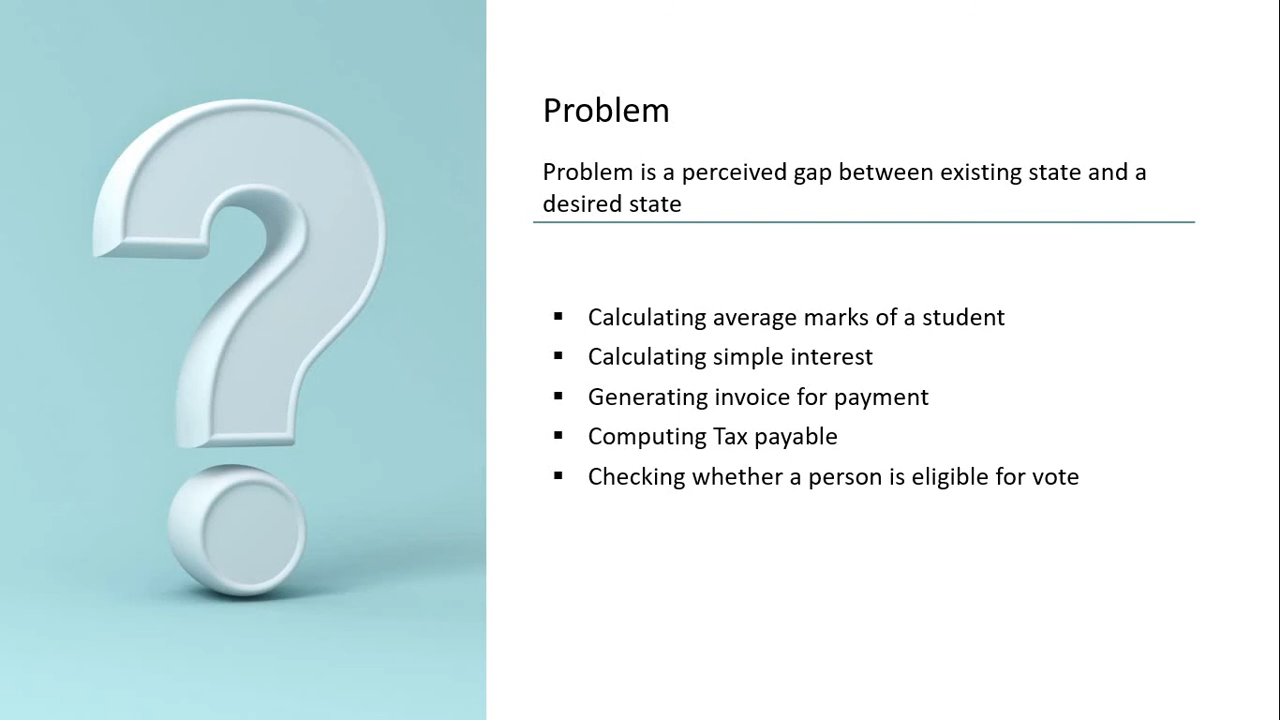 Problem
Problem is a perceived gap between existing state and a
desired state
▪ Calculating average marks of a student
▪ Calculating simple interest
▪ Generating invoice for payment
▪ Computing Tax payable
▪ Checking whether a person is eligible for vote